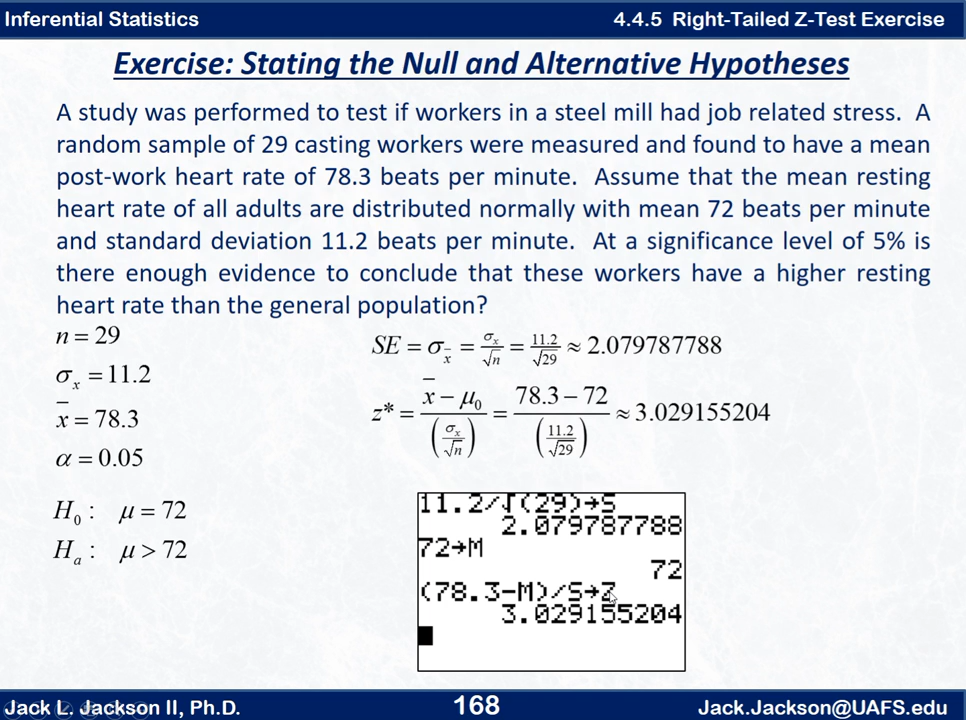 Inferential Statistics
4.4.5 Right-Tailed Z-Test Exercise
Exercise: Stating the Null and Alternative Hypotheses
A study was performed to test if workers in a steel mill had job related stress. A
random sample of 29 casting workers were measured and found to have a mean
post-work heart rate of 78.3 beats per minute. Assume that the mean resting
heart rate of all adults are distributed normally with mean 72 beats per minute
and standard deviation 11.2 beats per minute. At a significance level of 5% is
there enough evidence to conclude that these workers have a higher resting
heart rate than the general population?
n = 29
σₓ = 11.2
x̄ = 78.3
α = 0.05
H₀ : μ = 72
Hₐ : μ > 72
SE = σ_x̄ = σₓ/√n = 11.2/√29 ≈ 2.079787788
z* = (x̄ − μ₀)/(σₓ/√n) = (78.3 − 72)/(11.2/√29) ≈ 3.029155204
11.2/√(29)→S
2.079787788
72→M
72
(78.3-M)/S→Z
3.029155204
Jack L. Jackson II, Ph.D.
168
Jack.Jackson@UAFS.edu